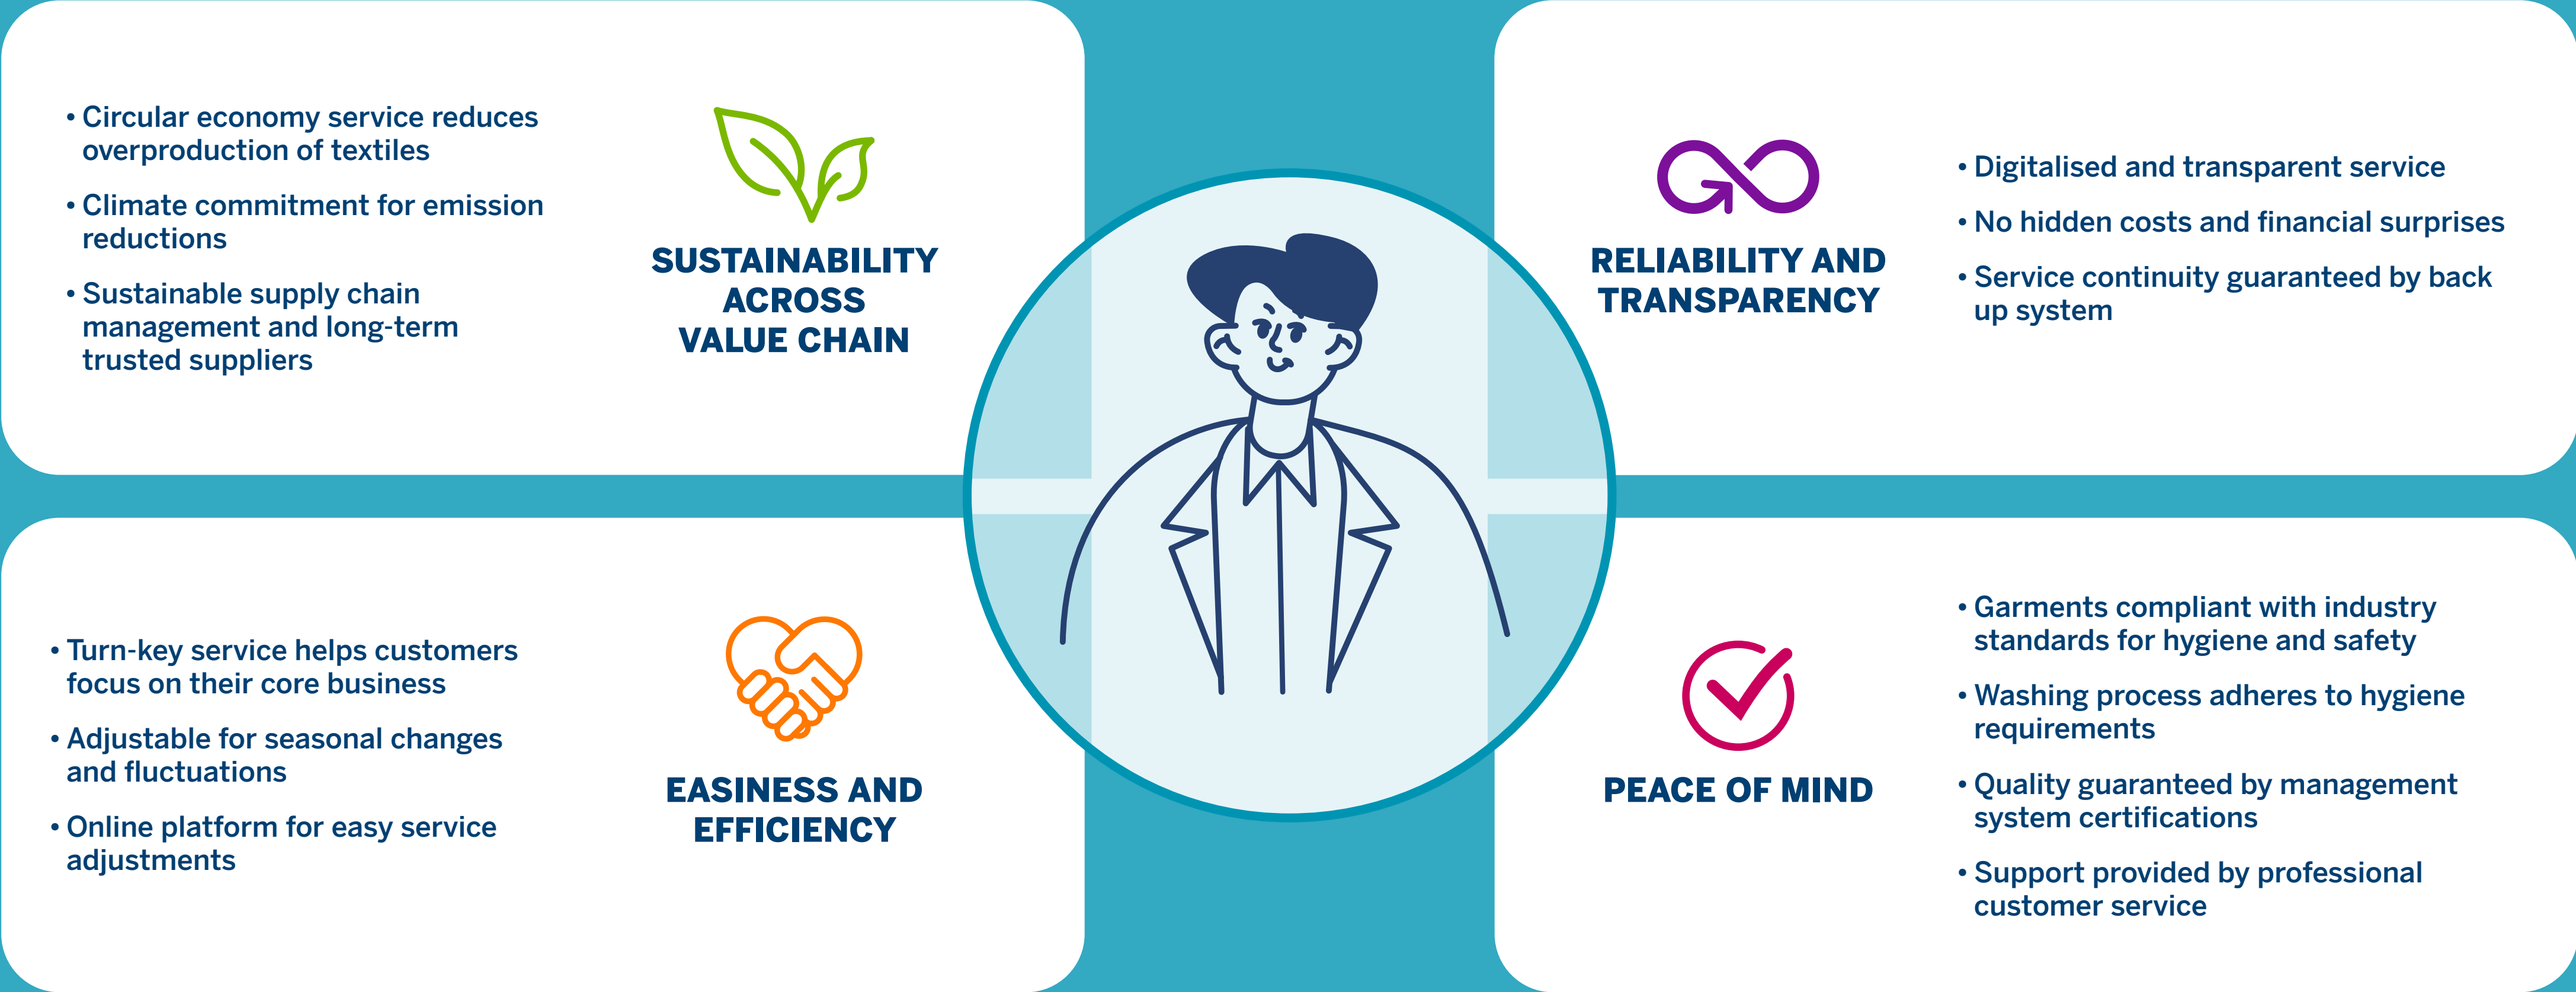 • Circular economy service reduces
overproduction of textiles
• Climate commitment for emission
reductions
• Sustainable supply chain
management and long-term
trusted suppliers
SUSTAINABILITY
ACROSS
VALUE CHAIN
RELIABILITY AND
TRANSPARENCY
• Digitalised and transparent service
• No hidden costs and financial surprises
• Service continuity guaranteed by back
up system
• Turn-key service helps customers
focus on their core business
• Adjustable for seasonal changes
and fluctuations
• Online platform for easy service
adjustments
EASINESS AND
EFFICIENCY
PEACE OF MIND
• Garments compliant with industry
standards for hygiene and safety
• Washing process adheres to hygiene
requirements
• Quality guaranteed by management
system certifications
• Support provided by professional
customer service